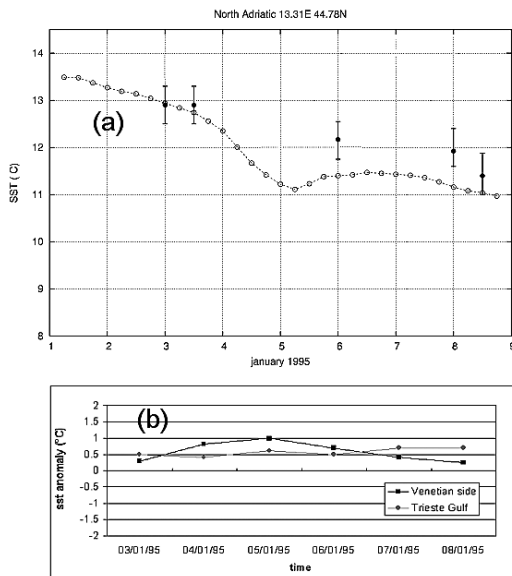 North Adriatic 13.31E 44.78N
14
13
12
11
10
9
8
SST (°C)
(a)
1 2 3 4 5 6 7 8 9
january 1995
(b)
2
1.5
1
0.5
0
-0.5
-1
-1.5
-2
sst anomaly (°C)
Venetian side
Trieste Gulf
03/01/95 04/01/95 05/01/95 06/01/95 07/01/95 08/01/95
time